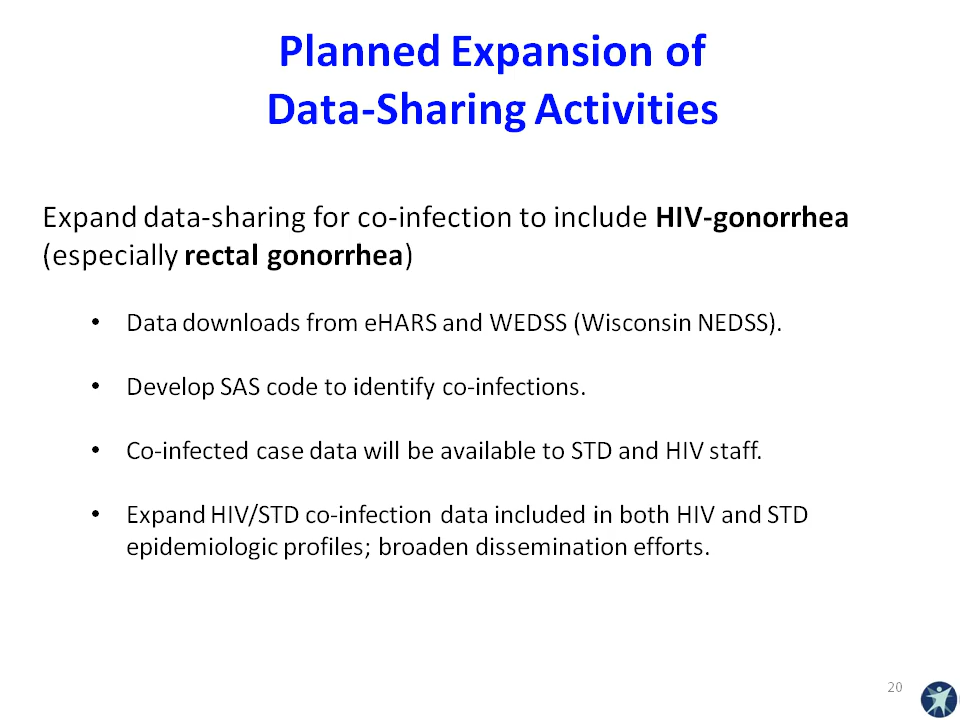 Planned Expansion of
Data-Sharing Activities
Expand data-sharing for co-infection to include HIV-gonorrhea
(especially rectal gonorrhea)
• Data downloads from eHARS and WEDSS (Wisconsin NEDSS).
• Develop SAS code to identify co-infections.
• Co-infected case data will be available to STD and HIV staff.
• Expand HIV/STD co-infection data included in both HIV and STD
epidemiologic profiles; broaden dissemination efforts.
20